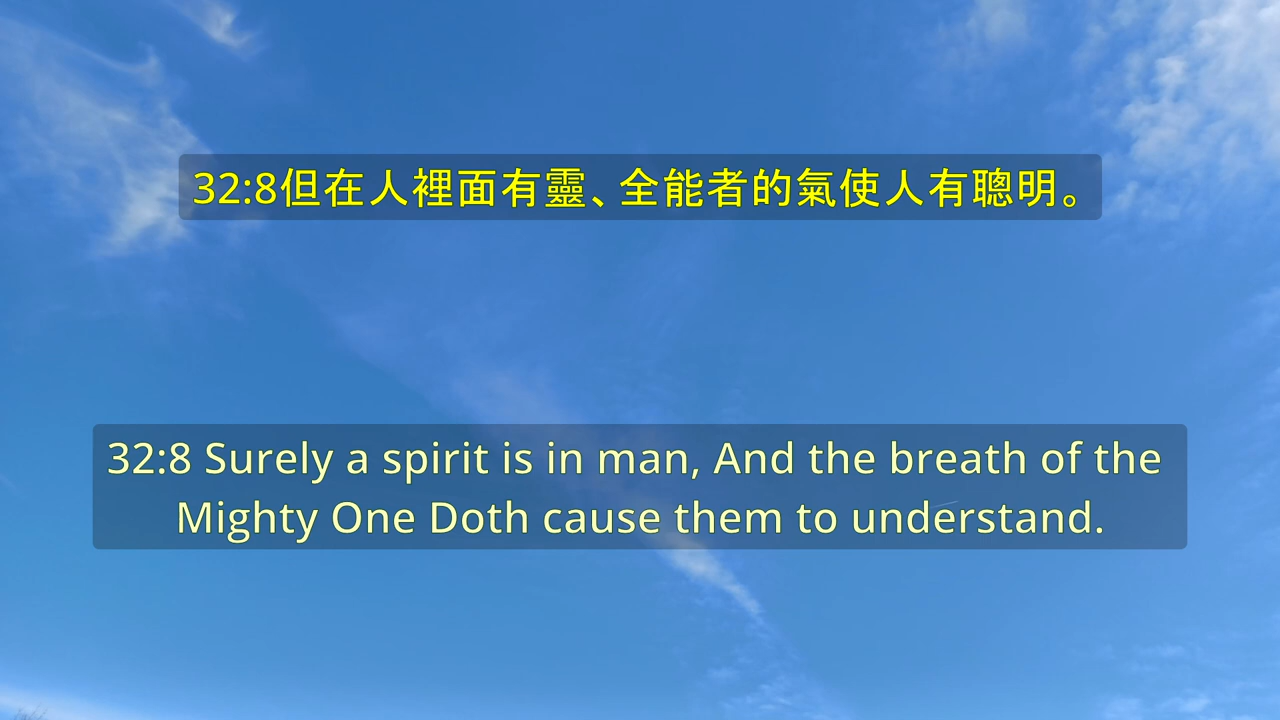 32:8但在人裡面有靈、全能者的氣使人有聰明。
32:8 Surely a spirit is in man, And the breath of the
Mighty One Doth cause them to understand.